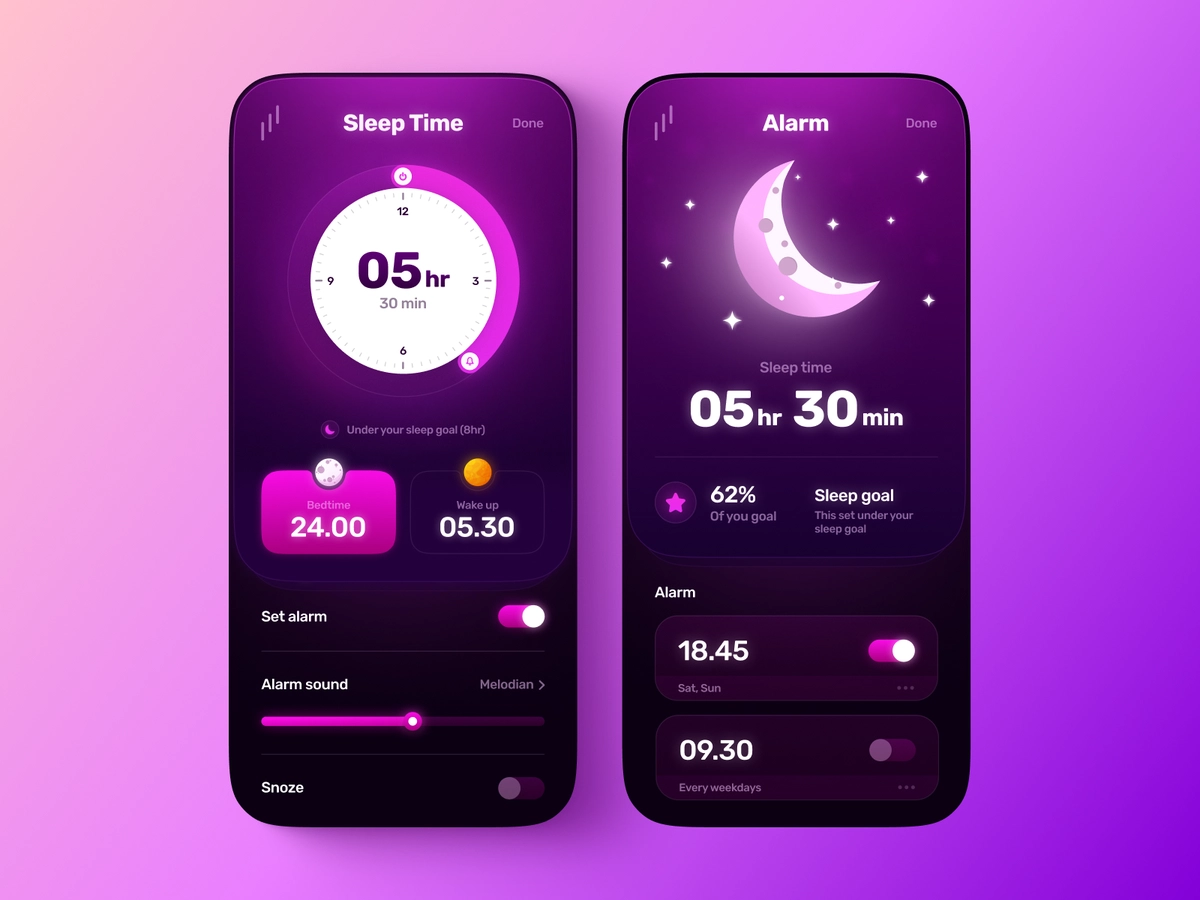 Sleep Time
Done
12
9
3
6
05hr
30 min
Under your sleep goal (8hr)
Bedtime
24.00
Wake up
05.30
Set alarm
Alarm sound
Melodian >
Snoze
Alarm
Done
Sleep time
05hr 30min
62%
Of you goal
Sleep goal
This set under your
sleep goal
Alarm
18.45
Sat, Sun
09.30
Every weekdays